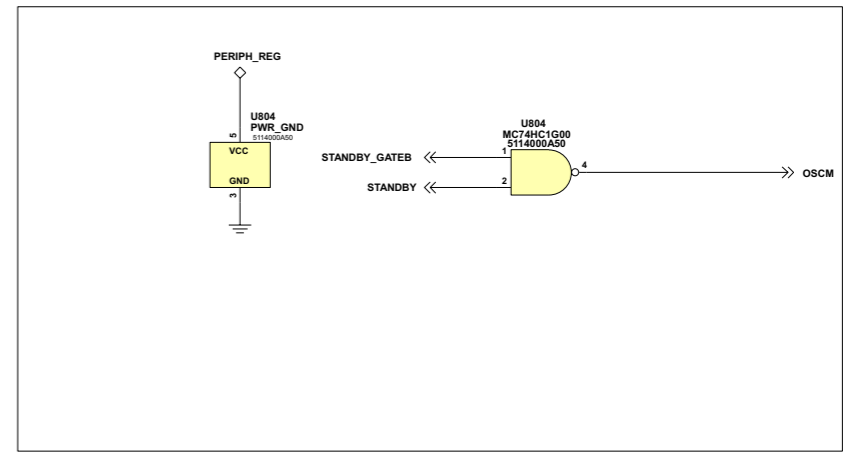 PERIPH_REG
U804
PWR_GND
5114000A50
5
VCC
GND
3
U804
MC74HC1G00
5114000A50
STANDBY_GATEB
1
STANDBY
2
4
OSCM